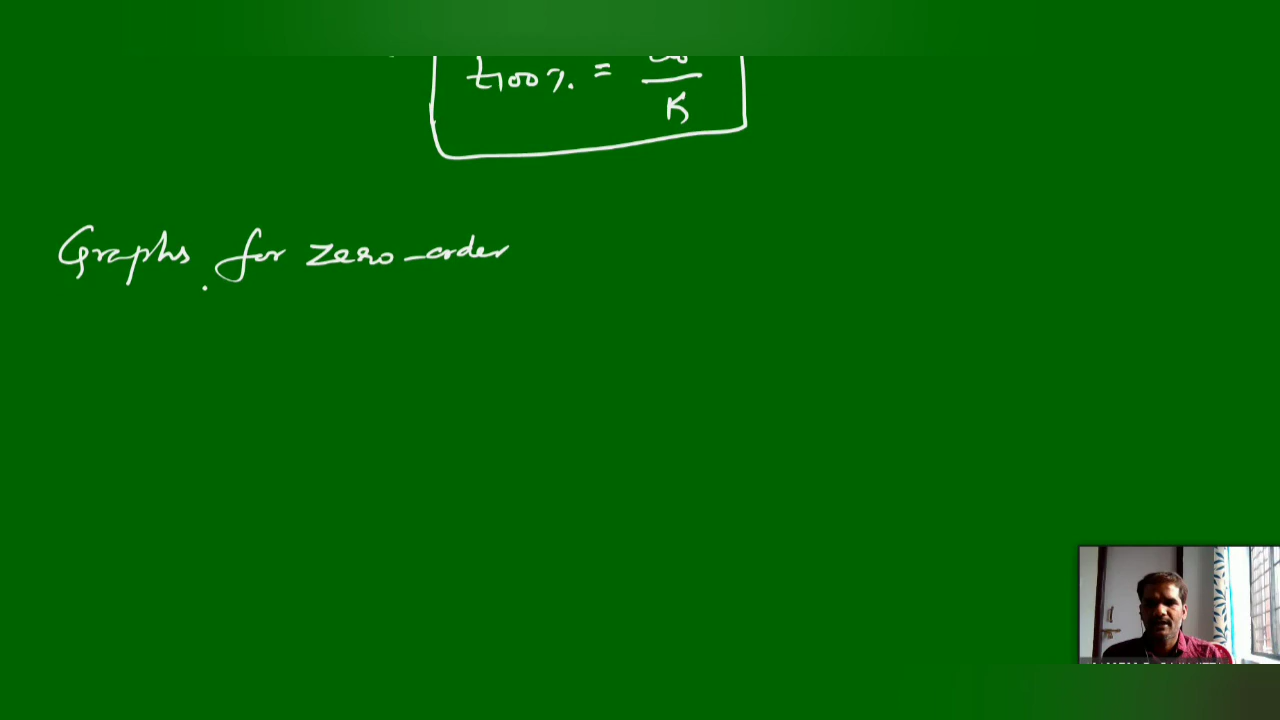 t100% = / K
Graphs for zero-order